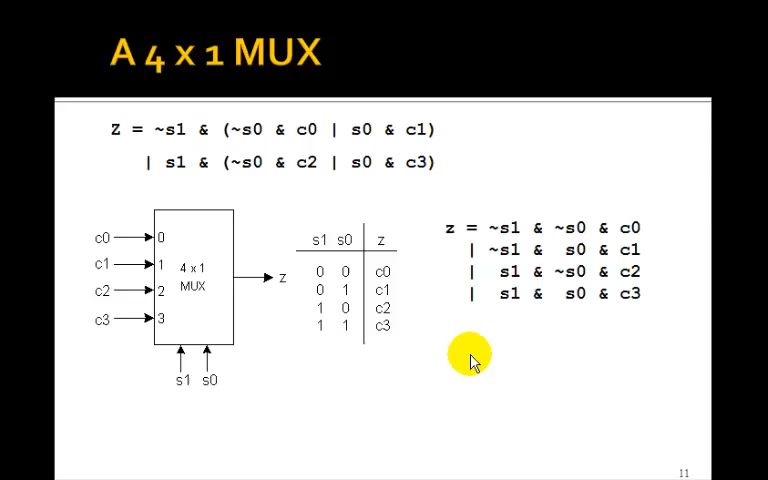 A 4 x 1 MUX
Z = ~s1 & (~s0 & c0 | s0 & c1)
| s1 & (~s0 & c2 | s0 & c3)
c0 0
c1 1
c2 2
c3 3
4 x 1
MUX
z
s1 s0
s1 s0 z
0 0 c0
0 1 c1
1 0 c2
1 1 c3
z = ~s1 & ~s0 & c0
| ~s1 & s0 & c1
| s1 & ~s0 & c2
| s1 & s0 & c3
11